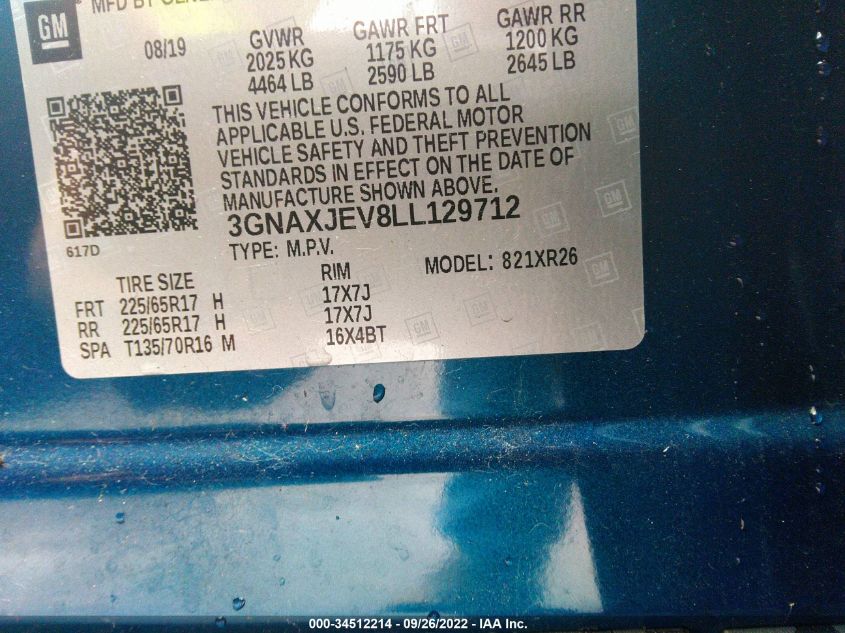 GM
MFD BY
08/19 GVWR GAWR FRT GAWR RR
2025 KG 1175 KG 1200 KG
4464 LB 2590 LB 2645 LB
THIS VEHICLE CONFORMS TO ALL
APPLICABLE U.S. FEDERAL MOTOR
VEHICLE SAFETY AND THEFT PREVENTION
STANDARDS IN EFFECT ON THE DATE OF
MANUFACTURE SHOWN ABOVE.
617D
3GNAXJEV8LL129712
TYPE: M.P.V. MODEL: 821XR26
TIRE SIZE RIM
FRT 225/65R17 H 17X7J
RR 225/65R17 H 17X7J
SPA T135/70R16 M 16X4BT
000-34512214 - 09/26/2022 - IAA Inc.